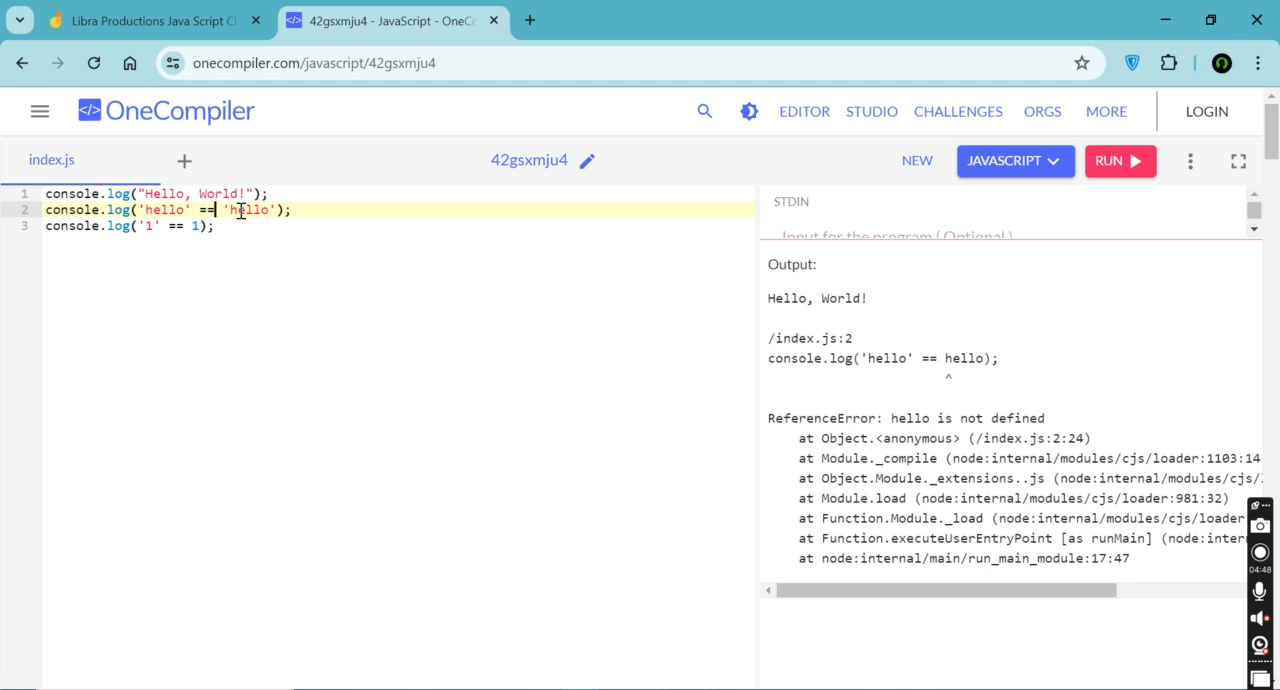 Libra Productions Java Script C
42gsxmju4 - JavaScript - OneCo
onecompiler.com/javascript/42gsxmju4
</> OneCompiler
EDITOR STUDIO CHALLENGES ORGS MORE LOGIN
index.js
42gsxmju4
NEW JAVASCRIPT RUN
1 console.log("Hello, World!");
2 console.log('hello' == 'hello');
3 console.log('1' == 1);
STDIN
Input for the program ( Optional )
Output:
Hello, World!
/index.js:2
console.log('hello' == hello);
^
ReferenceError: hello is not defined
at Object.<anonymous> (/index.js:2:24)
at Module._compile (node:internal/modules/cjs/loader:1103:14
at Object.Module._extensions..js (node:internal/modules/cjs/
at Module.load (node:internal/modules/cjs/loader:981:32)
at Function.Module._load (node:internal/modules/cjs/loader
at Function.executeUserEntryPoint [as runMain] (node:inter
at node:internal/main/run_main_module:17:47
04:48